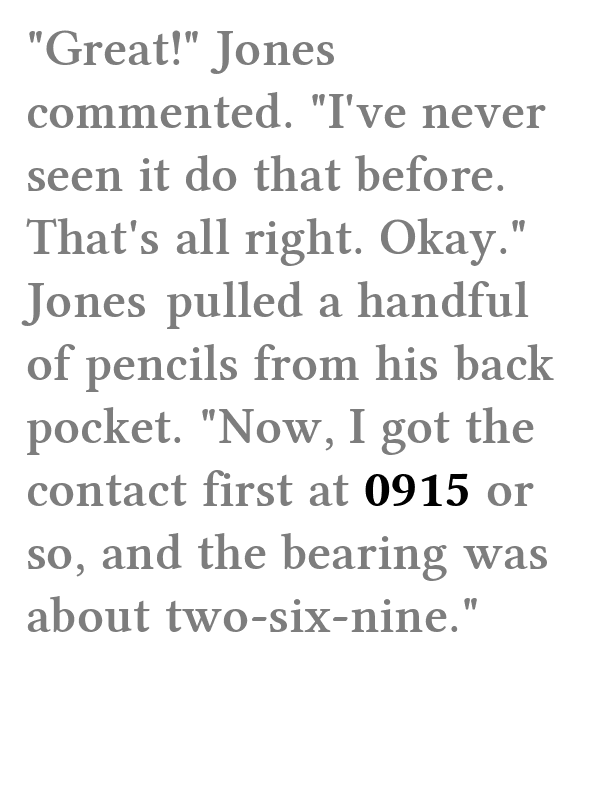 "Great!" Jones
commented. "I've never
seen it do that before.
That's all right. Okay."
Jones pulled a handful
of pencils from his back
pocket. "Now, I got the
contact first at 0915 or
so, and the bearing was
about two-six-nine."